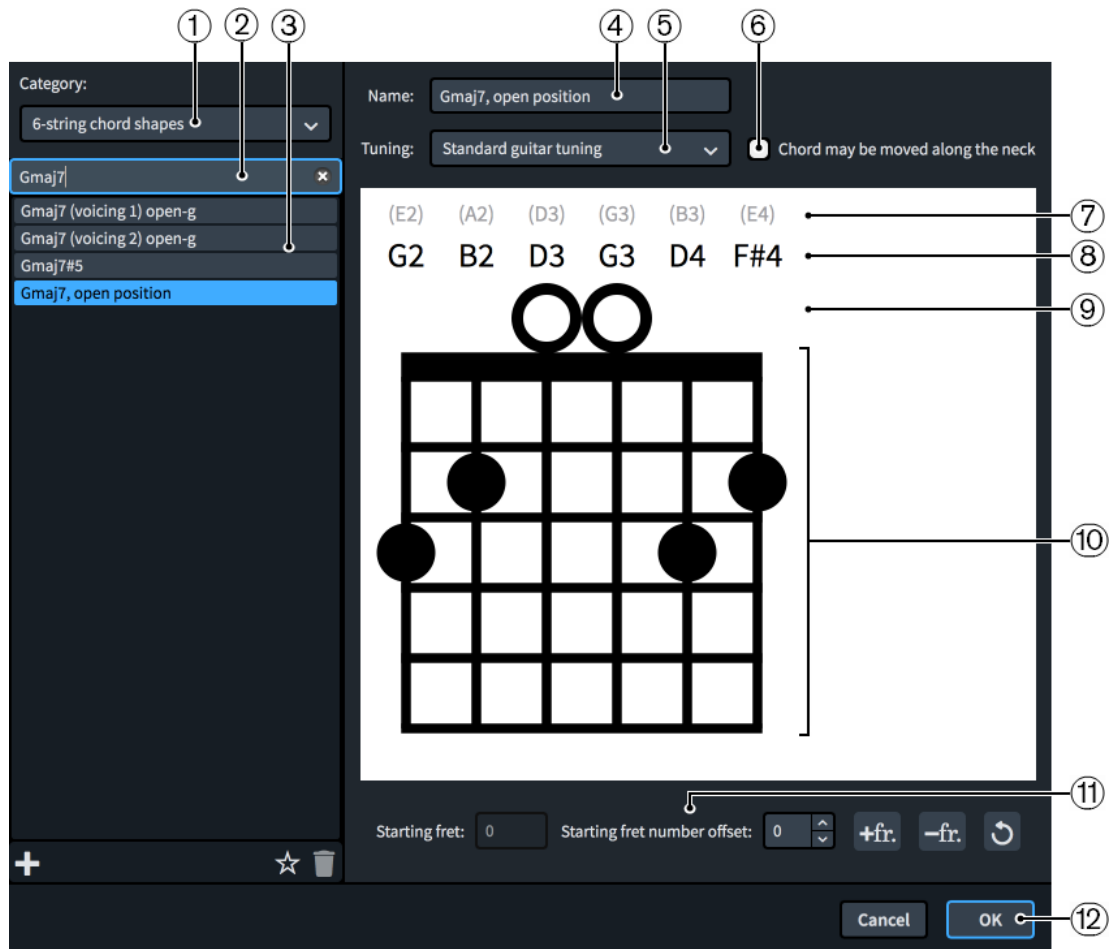 1 2 3 4 5 6
Category:
6-string chord shapes
Gmaj7
Gmaj7 (voicing 1) open-g
Gmaj7 (voicing 2) open-g
Gmaj7#5
Gmaj7, open position
Name: Gmaj7, open position
Tuning: Standard guitar tuning Chord may be moved along the neck
(E2) (A2) (D3) (G3) (B3) (E4) 7
G2 B2 D3 G3 D4 F#4 8
9
10
11
Starting fret: 0 Starting fret number offset: 0 +fr. −fr.
Cancel OK 12